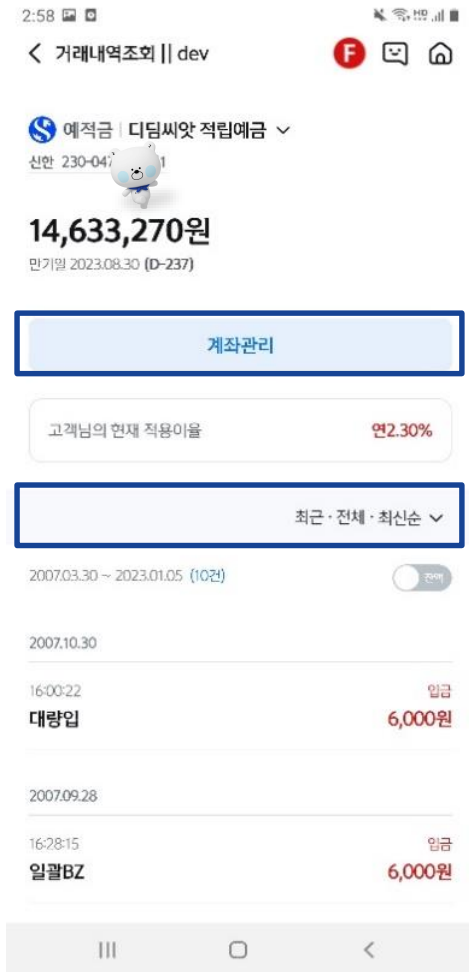 2:58
거래내역조회 || dev
F
예적금 | 디딤씨앗 적립예금
신한 230-047 1
14,633,270원
만기일 2023.08.30 (D-237)
계좌관리
고객님의 현재 적용이율 연2.30%
최근 · 전체 · 최신순
2007.03.30 ~ 2023.01.05 (10건) 잔액
2007.10.30
16:00:22 입금
대량입 6,000원
2007.09.28
16:28:15 입금
일괄BZ 6,000원